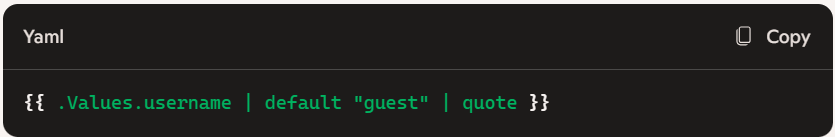 Yaml
Copy
{{ .Values.username | default "guest" | quote }}